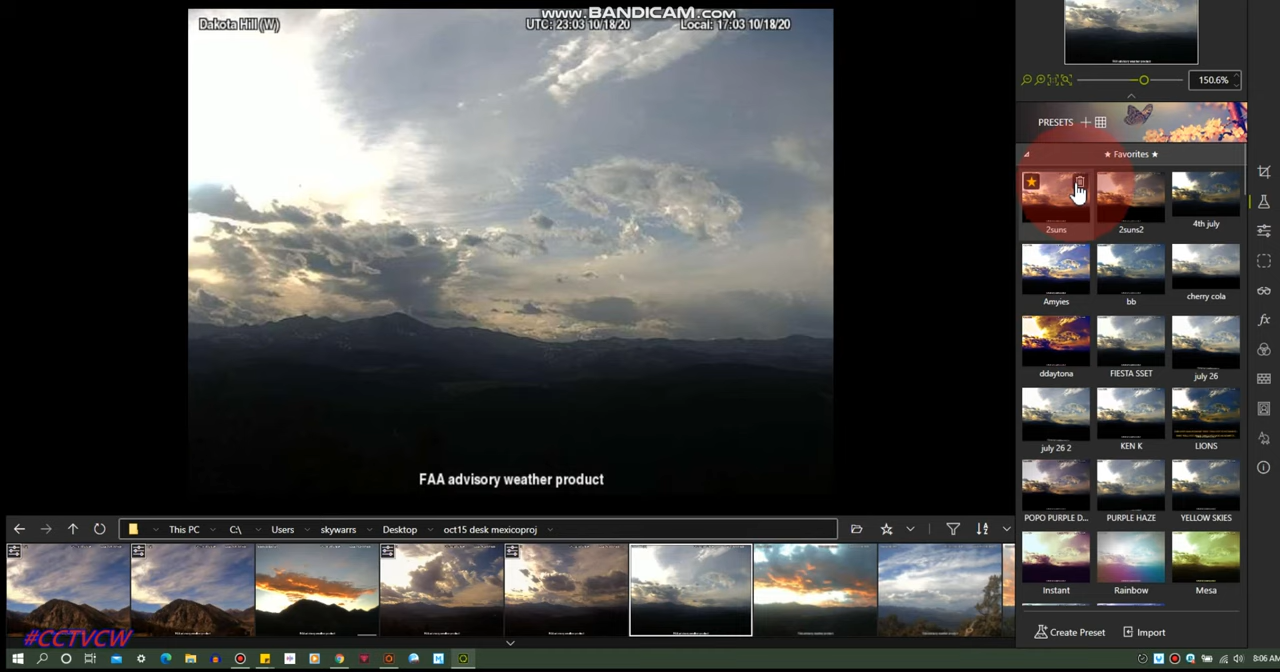 www.BANDICAM.com
Dakota Hill (W)
UTC: 23:03 10/18/20
Local: 17:03 10/18/20
FAA advisory weather product
150.6%
PRESETS
★ Favorites ★
2suns
2suns2
4th july
Amyies
bb
cherry cola
ddaytona
FIESTA SSET
july 26
july 26 2
KEN K
LIONS
POPO PURPLE D...
PURPLE HAZE
YELLOW SKIES
Instant
Rainbow
Mesa
Create Preset
Import
This PC
C:\
Users
skywarrs
Desktop
oct15 desk mexicoproj
#CCTVCW
8:06 AM